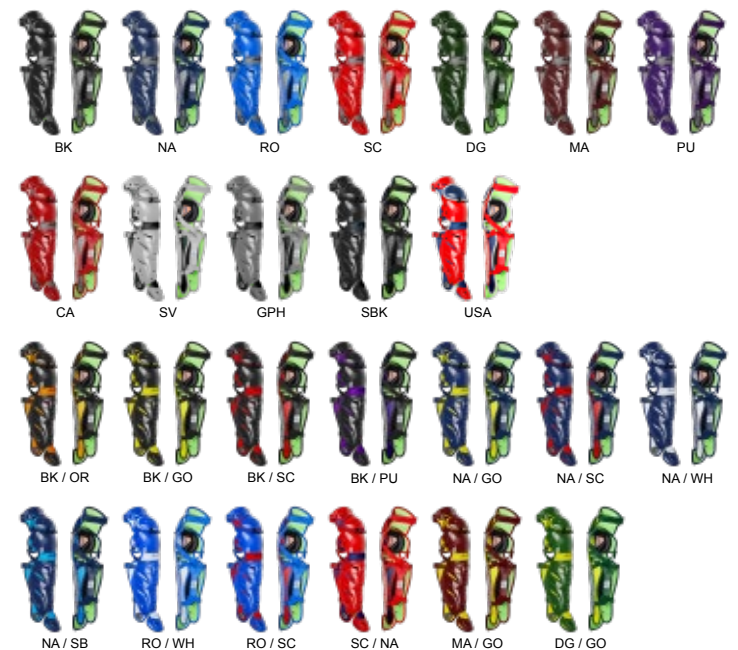 BK NA RO SC DG MA PU
CA SV GPH SBK USA
BK / OR BK / GO BK / SC BK / PU NA / GO NA / SC NA / WH
NA / SB RO / WH RO / SC SC / NA MA / GO DG / GO